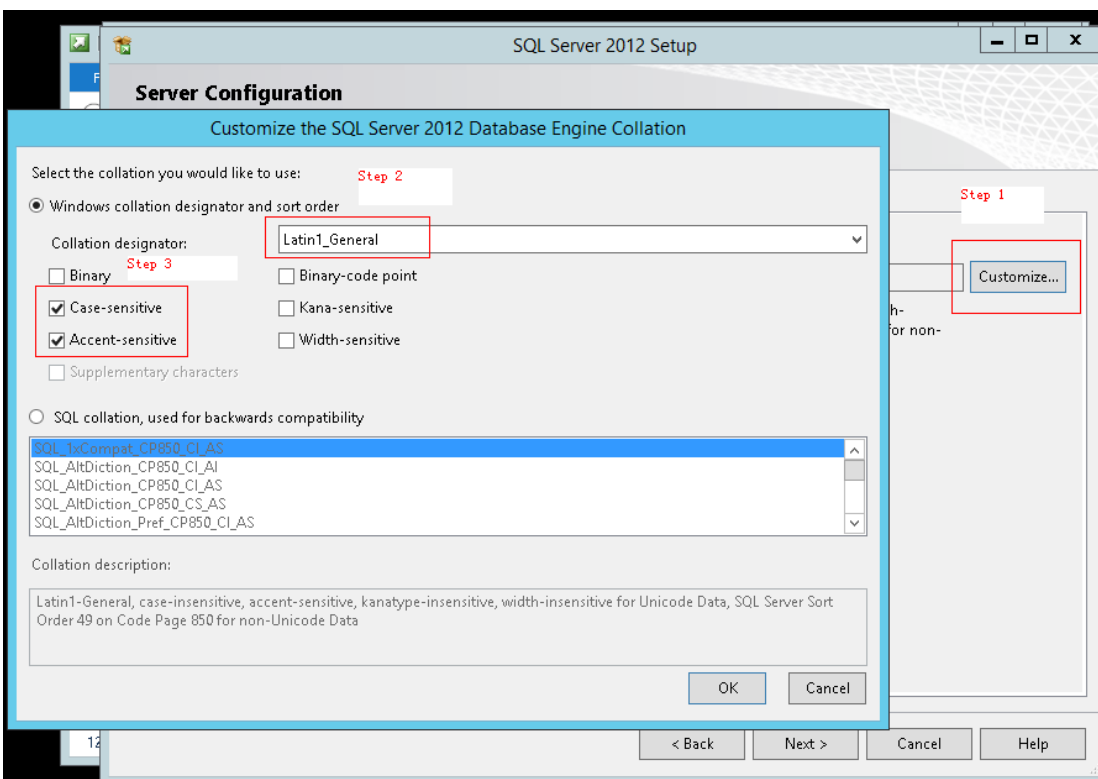 SQL Server 2012 Setup
F
Server Configuration
Customize the SQL Server 2012 Database Engine Collation
Select the collation you would like to use:
Step 2
Step 1
Windows collation designator and sort order
Collation designator:
Latin1_General
Step 3
Binary
Binary-code point
Customize...
Case-sensitive
Kana-sensitive
h-
Accent-sensitive
Width-sensitive
for non-
Supplementary characters
SQL collation, used for backwards compatibility
SQL_1xCompat_CP850_CI_AS
SQL_AltDiction_CP850_CI_AI
SQL_AltDiction_CP850_CI_AS
SQL_AltDiction_CP850_CS_AS
SQL_AltDiction_Pref_CP850_CI_AS
Collation description:
Latin1-General, case-insensitive, accent-sensitive, kanatype-insensitive, width-insensitive for Unicode Data, SQL Server Sort
Order 49 on Code Page 850 for non-Unicode Data
OK
Cancel
12
< Back
Next >
Cancel
Help